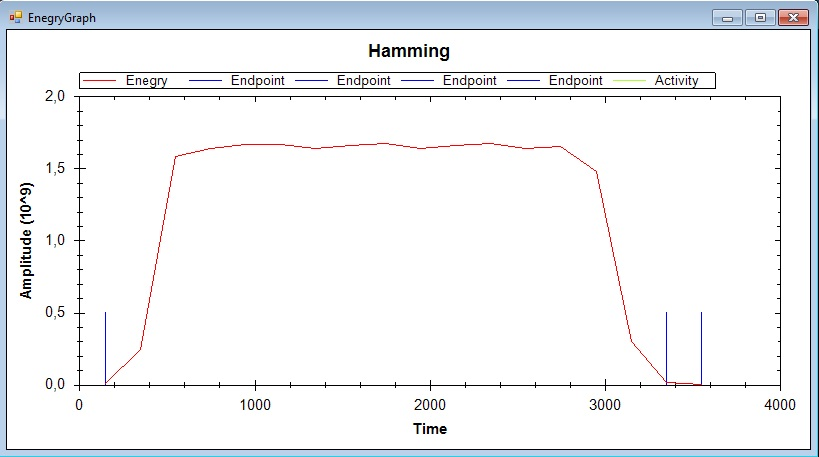 EnegryGraph
Hamming
Enegry Endpoint Endpoint Endpoint Endpoint Activity
2,0
1,5
1,0
0,5
0,0
Amplitude (10^9)
0 1000 2000 3000 4000
Time